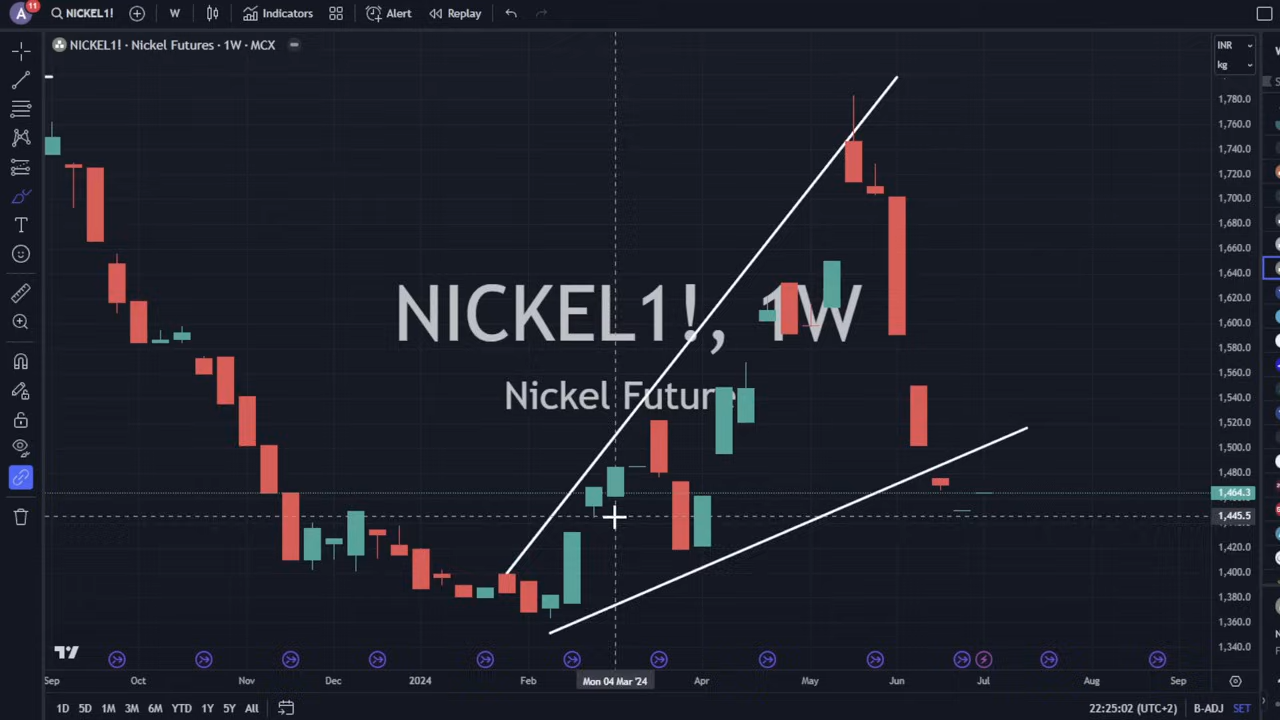 A 11 NICKEL1! W Indicators Alert Replay
NICKEL1! · Nickel Futures · 1W · MCX
INR
kg
1,780.0
1,760.0
1,740.0
1,720.0
1,700.0
1,680.0
1,660.0
1,640.0
1,620.0
1,600.0
1,580.0
1,560.0
1,540.0
1,520.0
1,500.0
1,480.0
1,464.3
1,445.5
1,420.0
1,400.0
1,380.0
1,360.0
1,340.0
NICKEL1!, 1W
Nickel Future
Sep Oct Nov Dec 2024 Feb Mon 04 Mar '24 Apr May Jun Jul Aug Sep
1D 5D 1M 3M 6M YTD 1Y 5Y All 22:25:02 (UTC+2) B-ADJ SET